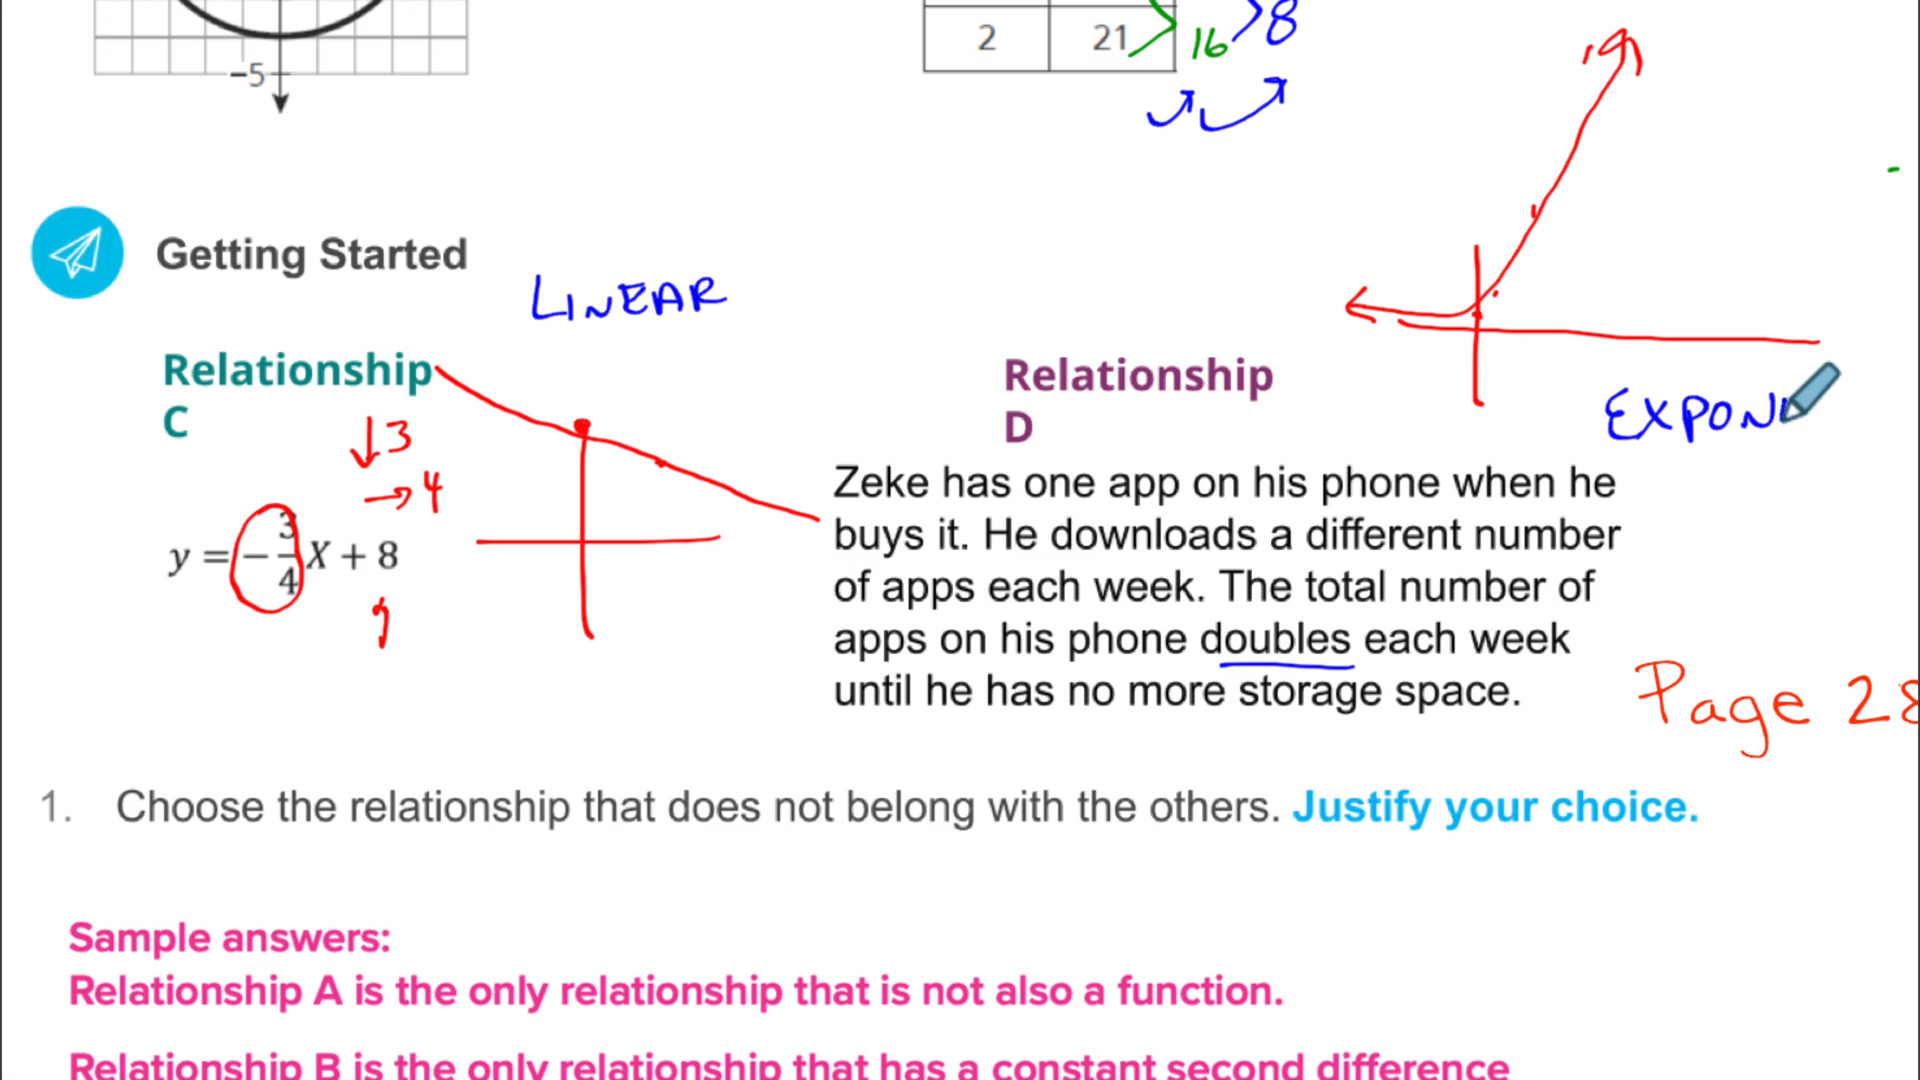 -5
2 21 16 8
Getting Started
LINEAR
Relationship
C
↓3
→4
y = -3/4 X + 8
Relationship
D
EXPON
Zeke has one app on his phone when he
buys it. He downloads a different number
of apps each week. The total number of
apps on his phone doubles each week
until he has no more storage space.
Page 28
1. Choose the relationship that does not belong with the others. Justify your choice.
Sample answers:
Relationship A is the only relationship that is not also a function.
Relationship B is the only relationship that has a constant second difference